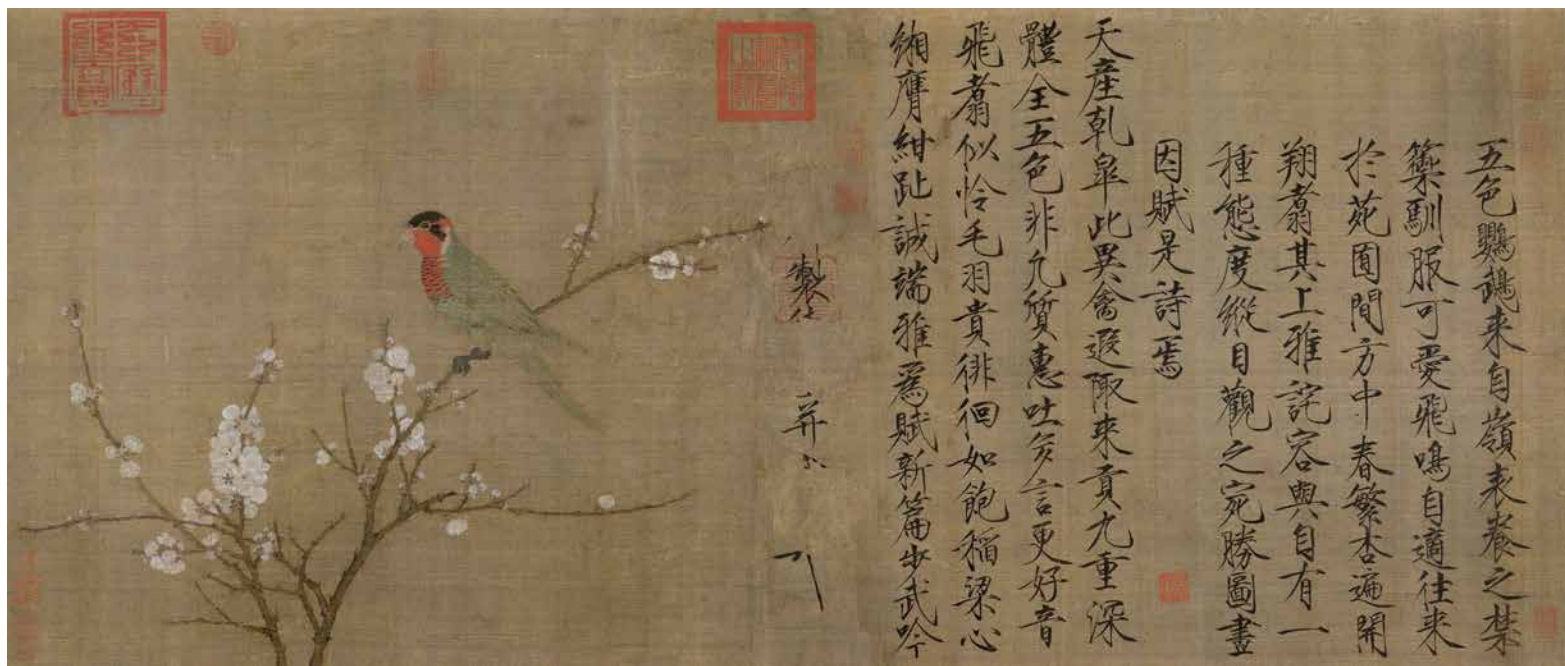 五色鸚鵡来自嶺表養之禁
籞馴服可愛飛鳴自適往来
於苑囿間方中春繁杏遍開
翔翥其上雅詫容與自有一
種態度縱目觀之宛勝圖畫
因賦是詩焉
天産乾皐此異禽遐陬来貢九重深
體全五色非凡質惠吐多言更好音
飛翥似怜毛羽貴徘徊如飽稲粱心
緗膺紺趾誠端雅爲賦新篇步武吟
製
并